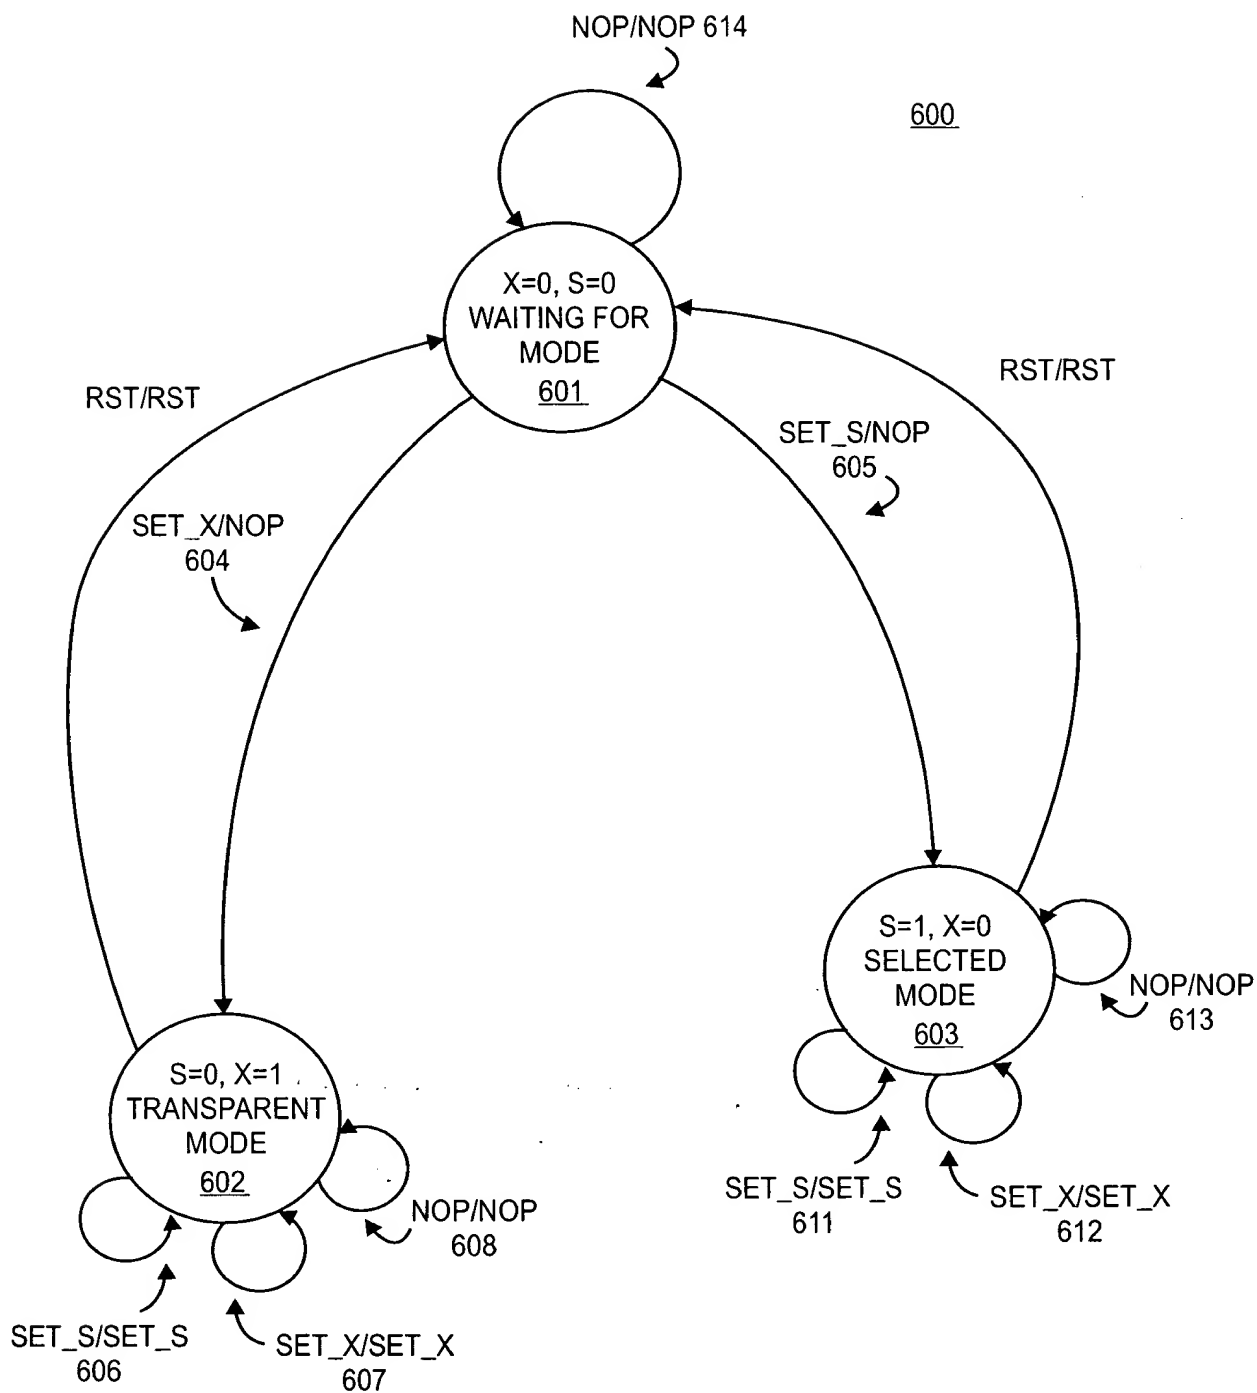 NOP/NOP 614
600
X=0, S=0
WAITING FOR
MODE
601
RST/RST
RST/RST
SET_S/NOP
605
SET_X/NOP
604
S=1, X=0
SELECTED
MODE
603
NOP/NOP
613
S=0, X=1
TRANSPARENT
MODE
602
SET_S/SET_S
611
SET_X/SET_X
612
NOP/NOP
608
SET_S/SET_S
606
SET_X/SET_X
607